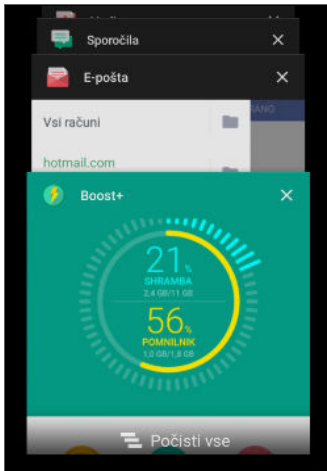 Sporočila
E-pošta
Vsi računi
hotmail.com
Boost+
21%
SHRAMBA
2,4 GB/11 GB
56%
POMNILNIK
1,0 GB/1,8 GB
Počisti vse